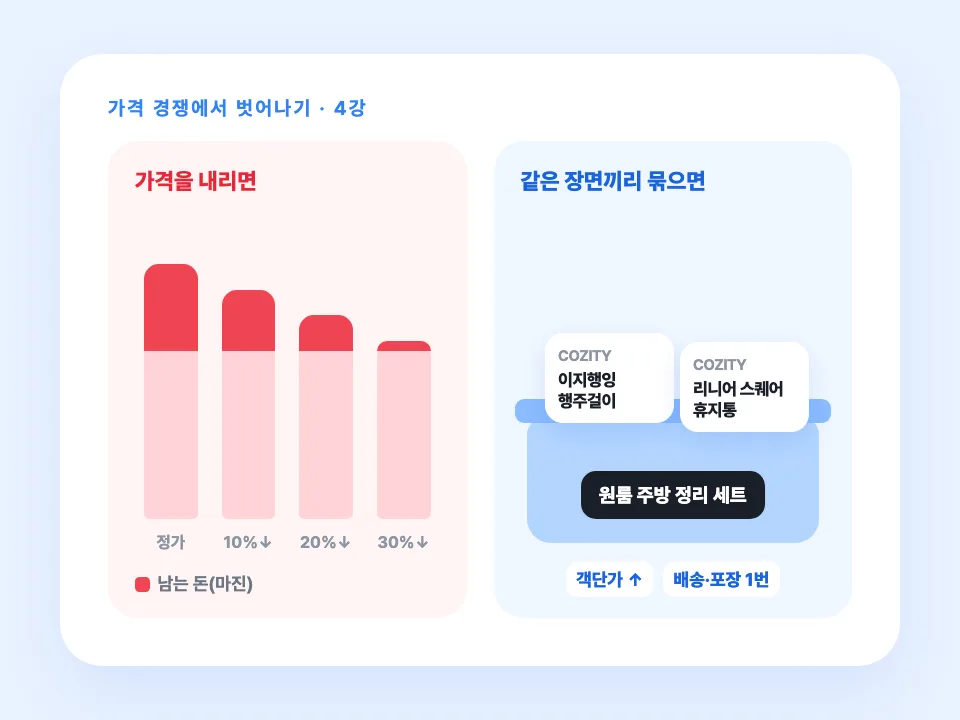 가격 경쟁에서 벗어나기 · 4강
가격을 내리면
정가
10%↓
20%↓
30%↓
남는 돈(마진)
같은 장면끼리 묶으면
COZITY
이지행잉
행주걸이
COZITY
리니어 스퀘어
휴지통
원룸 주방 정리 세트
객단가 ↑
배송·포장 1번